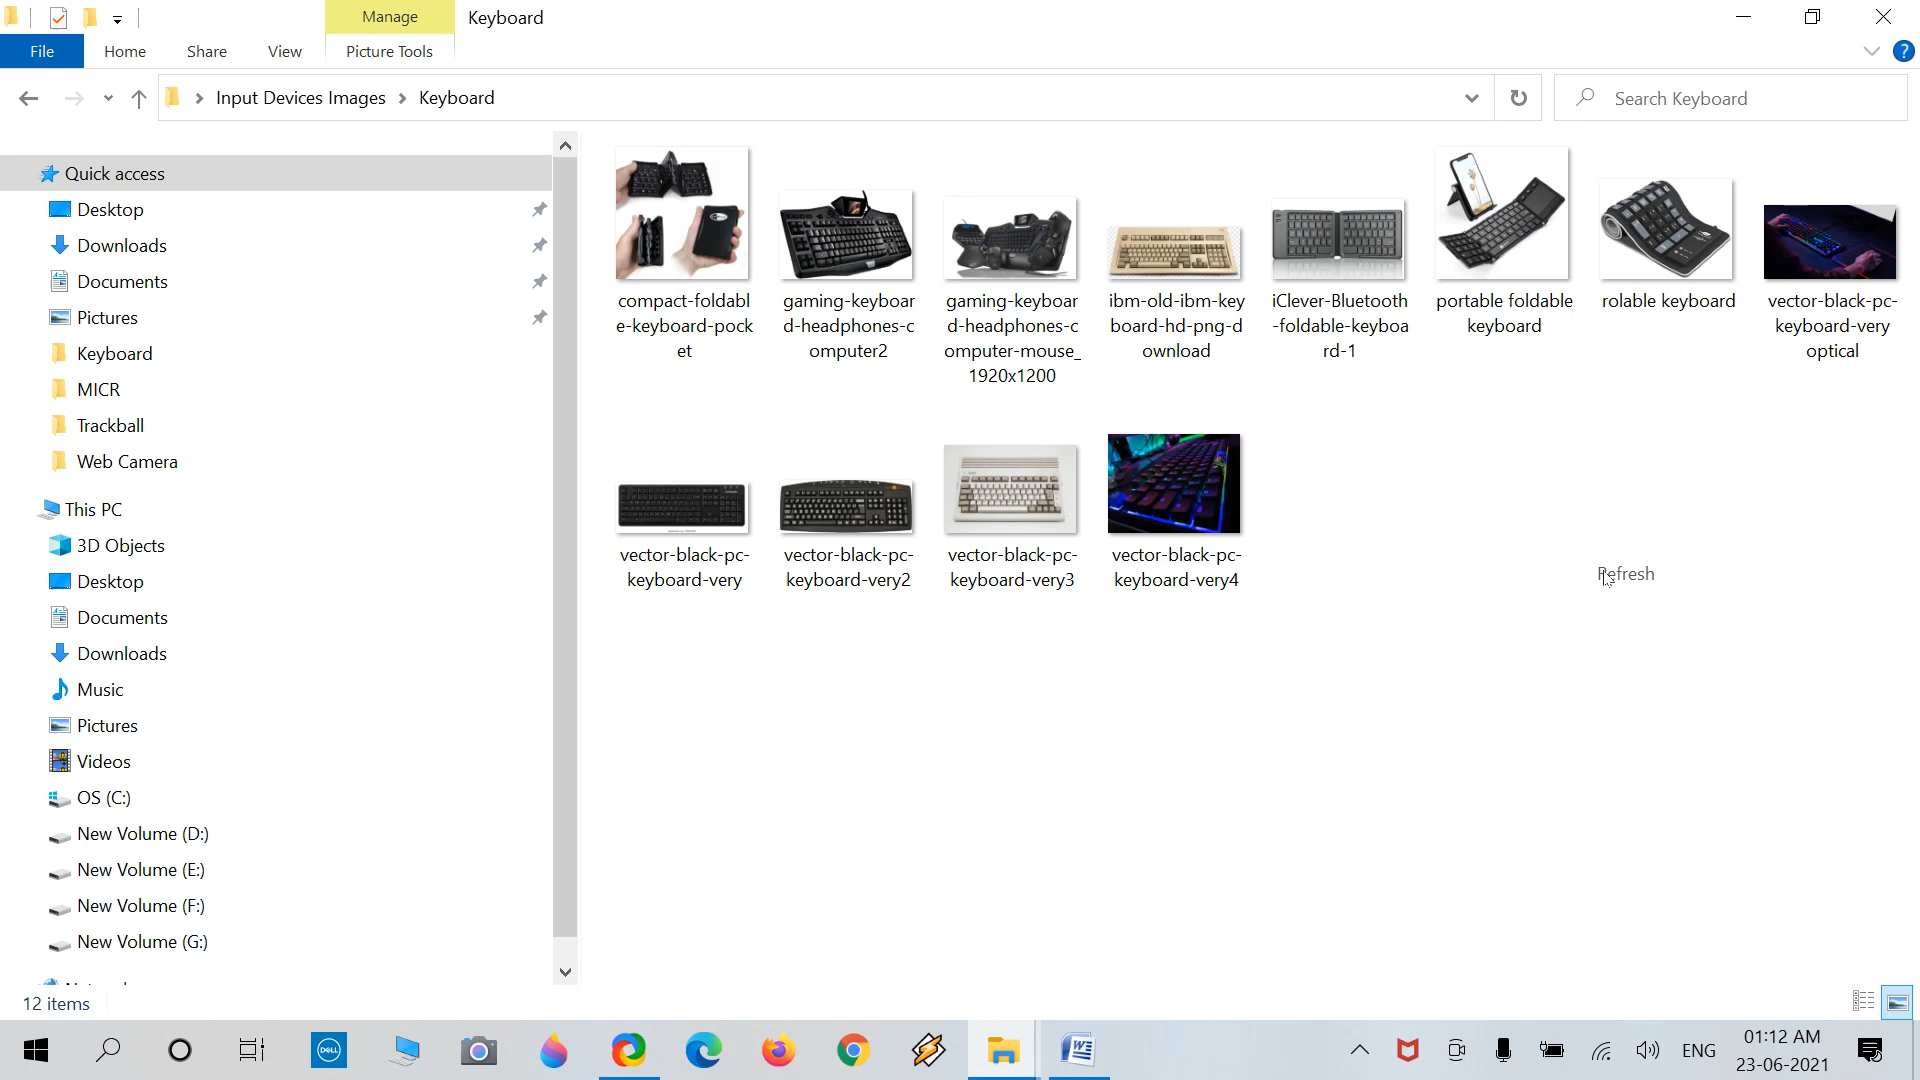 Manage
Keyboard
File
Home
Share
View
Picture Tools
?
Input Devices Images
Keyboard
Search Keyboard
Quick access
Desktop
Downloads
Documents
Pictures
Keyboard
MICR
Trackball
Web Camera
This PC
3D Objects
Desktop
Documents
Downloads
Music
Pictures
Videos
OS (C:)
New Volume (D:)
New Volume (E:)
New Volume (F:)
New Volume (G:)
compact-foldabl
e-keyboard-pock
et
gaming-keyboar
d-headphones-c
omputer2
gaming-keyboar
d-headphones-c
omputer-mouse_
1920x1200
ibm-old-ibm-key
board-hd-png-d
ownload
iClever-Bluetooth
-foldable-keyboa
rd-1
portable foldable
keyboard
rolable keyboard
vector-black-pc-
keyboard-very
optical
vector-black-pc-
keyboard-very
vector-black-pc-
keyboard-very2
vector-black-pc-
keyboard-very3
vector-black-pc-
keyboard-very4
Refresh
12 items
DELL
W
ENG
01:12 AM
23-06-2021